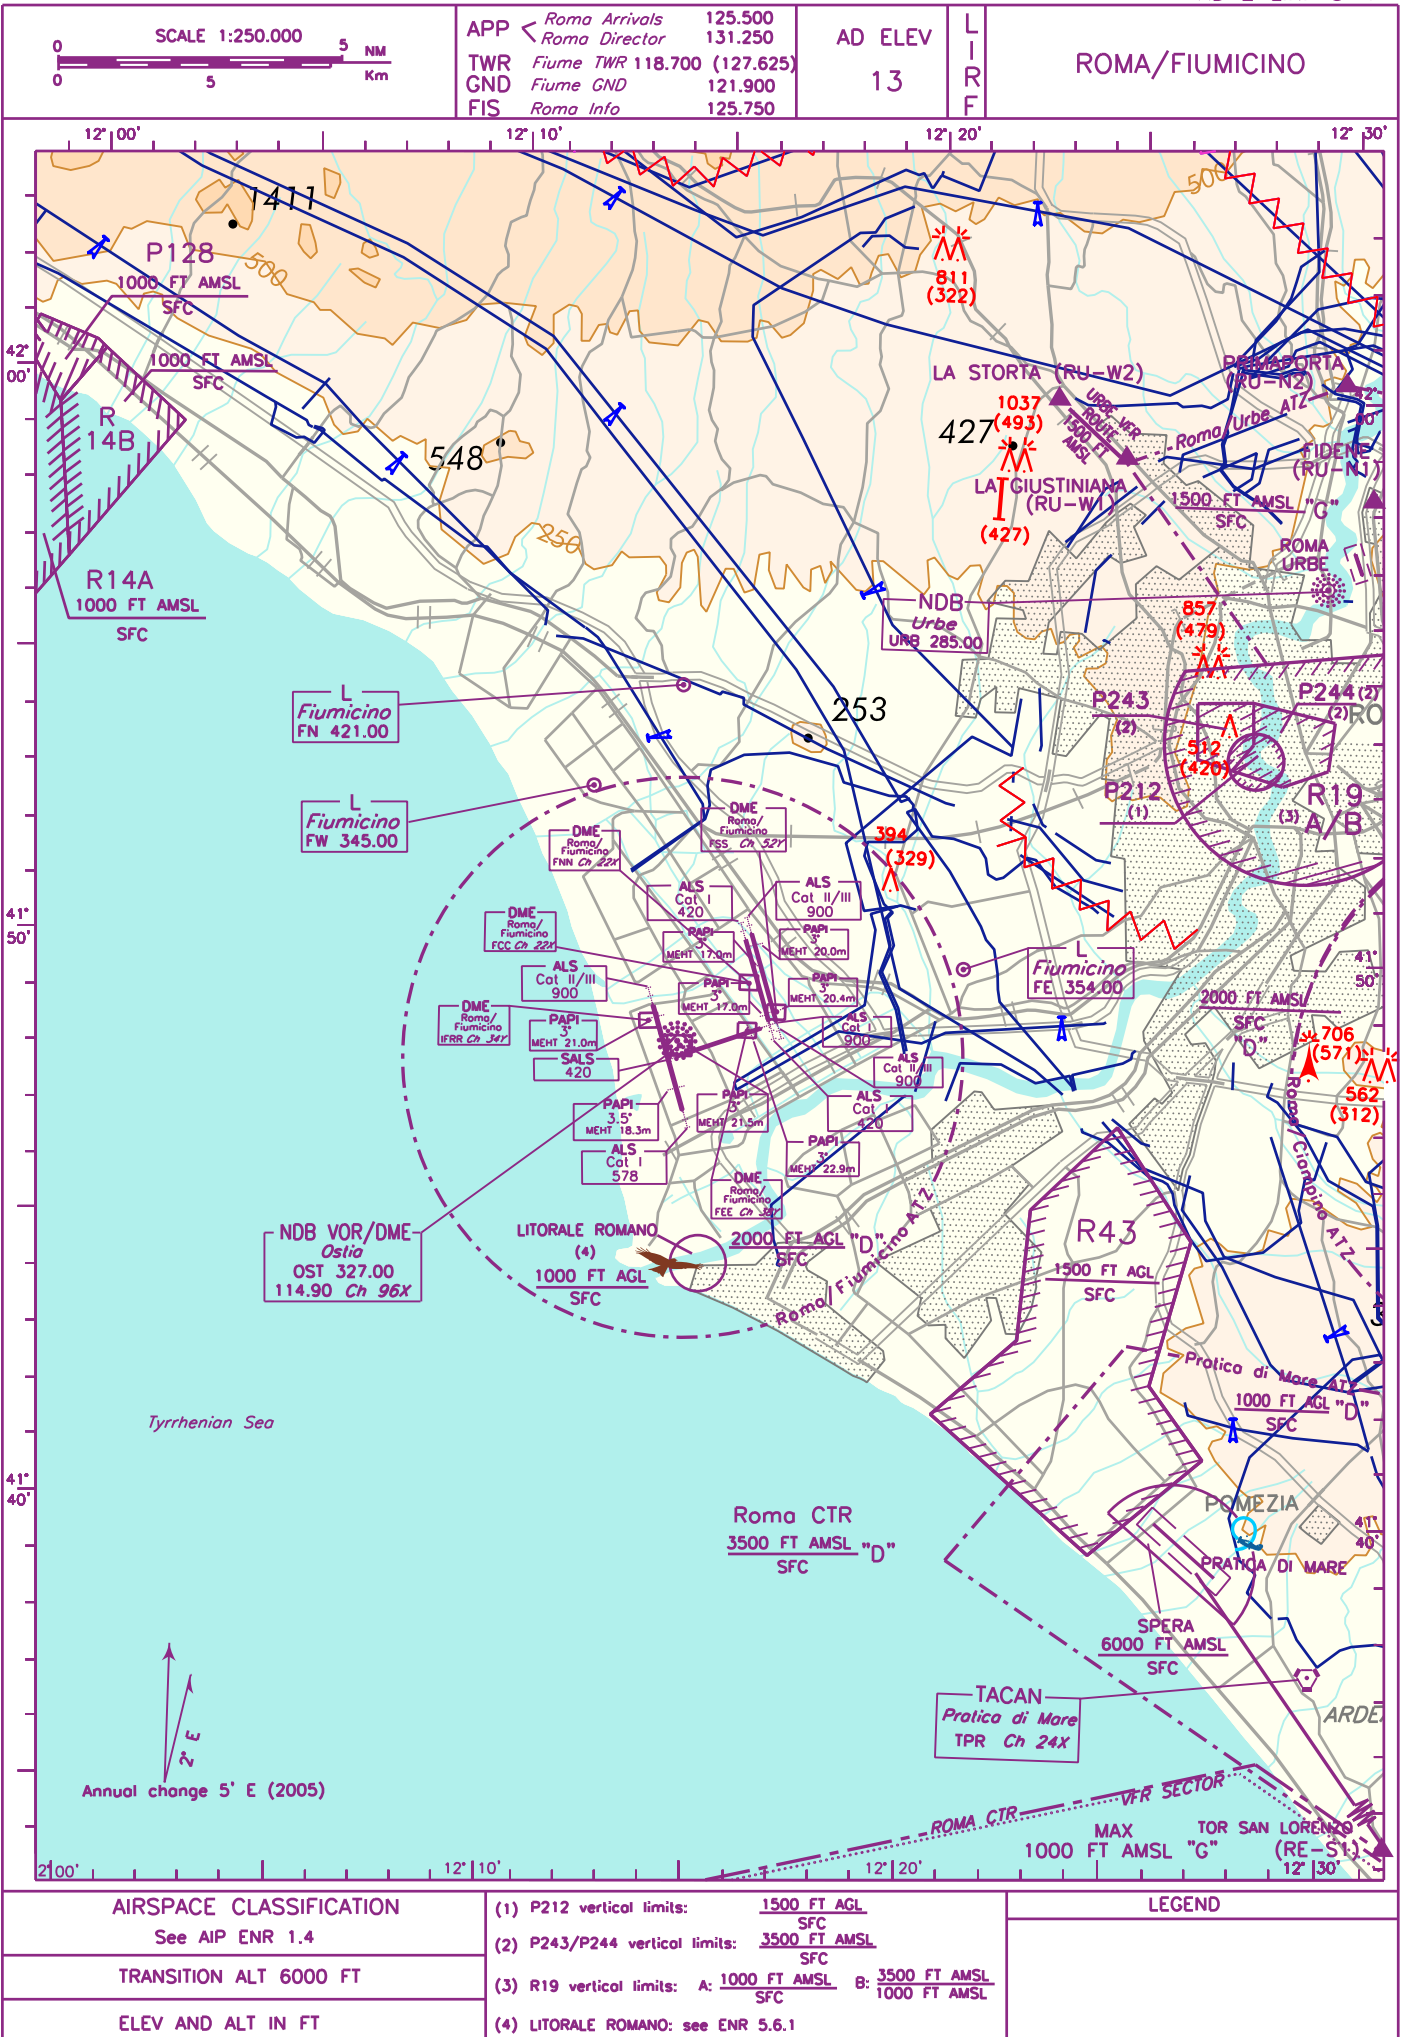 SCALE 1:250.000
0 5 NM
0 5 Km
APP Roma Arrivals 125.500
Roma Director 131.250
TWR Fiume TWR 118.700 (127.625)
GND Fiume GND 121.900
FIS Roma Info 125.750
AD ELEV
13
LIRF
ROMA/FIUMICINO
12° 00' 12° 10' 12° 20' 12° 30'
1411
500
500
P128
1000 FT AMSL
SFC
811
(322)
42°
00'
1000 FT AMSL
SFC
R
14B
LA STORTA (RU-W2)
PRIMAPORTA
(RU-N2)
42°
00'
URBE VFR
ROUTE
1500 FT
AMSL
Roma/Urbe ATZ
1037
(493)
427
548
FIDENE
(RU-N1)
LA GIUSTINIANA
(RU-W1)
(427)
1500 FT AMSL "G"
SFC
250
ROMA
URBE
R14A
1000 FT AMSL
SFC
NDB
Urbe
URB 285.00
857
(479)
L
Fiumicino
FN 421.00
253
P243
(2)
P244 (2)
(2)
RO
512
(420)
P212
(1)
R19
(3) A/B
L
Fiumicino
FW 345.00
DME
Roma/
Fiumicino
FSS Ch 52Y
DME
Roma/
Fiumicino
FNN Ch 22X
394
(329)
ALS
Cat I
420
ALS
Cat II/III
900
41°
50'
DME
Roma/
Fiumicino
FCC Ch 22X
PAPI
3°
MEHT 17.0m
PAPI
3°
MEHT 20.0m
L
Fiumicino
FE 354.00
41°
50'
ALS
Cat II/III
900
PAPI
3°
MEHT 17.0m
PAPI
3°
MEHT 20.4m
2000 FT AMSL
SFC
"D"
DME
Roma/
Fiumicino
IFRR Ch 34Y
PAPI
3°
MEHT 21.0m
ALS
Cat I
900
706
(571)
SALS
420
ALS
Cat II/III
900
562
(312)
PAPI
3.5°
MEHT 18.3m
PAPI
3°
MEHT 21.5m
ALS
Cat I
420
ALS
Cat I
578
PAPI
3°
MEHT 22.9m
DME
Roma/
Fiumicino
FEE Ch 38Y
Roma/Ciampino ATZ
NDB VOR/DME
Ostia
OST 327.00
114.90 Ch 96X
LITORALE ROMANO
(4)
1000 FT AGL
SFC
2000 FT AGL "D"
SFC
Roma/Fiumicino ATZ
R43
1500 FT AGL
SFC
Pratica di Mare ATZ
1000 FT AGL "D"
SFC
Tyrrhenian Sea
41°
40'
Roma CTR
3500 FT AMSL "D"
SFC
POMEZIA
41°
40'
PRATICA DI MARE
SPERA
6000 FT AMSL
SFC
TACAN
Pratica di Mare
TPR Ch 24X
2° E
Annual change 5' E (2005)
ROMA CTR
VFR SECTOR
MAX
1000 FT AMSL "G"
TOR SAN LORENZO
(RE-S1)
12°00' 12° 10' 12° 20' 12° 30'
AIRSPACE CLASSIFICATION
See AIP ENR 1.4
TRANSITION ALT 6000 FT
ELEV AND ALT IN FT
(1) P212 vertical limits: 1500 FT AGL
SFC
(2) P243/P244 vertical limits: 3500 FT AMSL
SFC
(3) R19 vertical limits: A: 1000 FT AMSL B: 3500 FT AMSL
SFC 1000 FT AMSL
(4) LITORALE ROMANO: see ENR 5.6.1
LEGEND